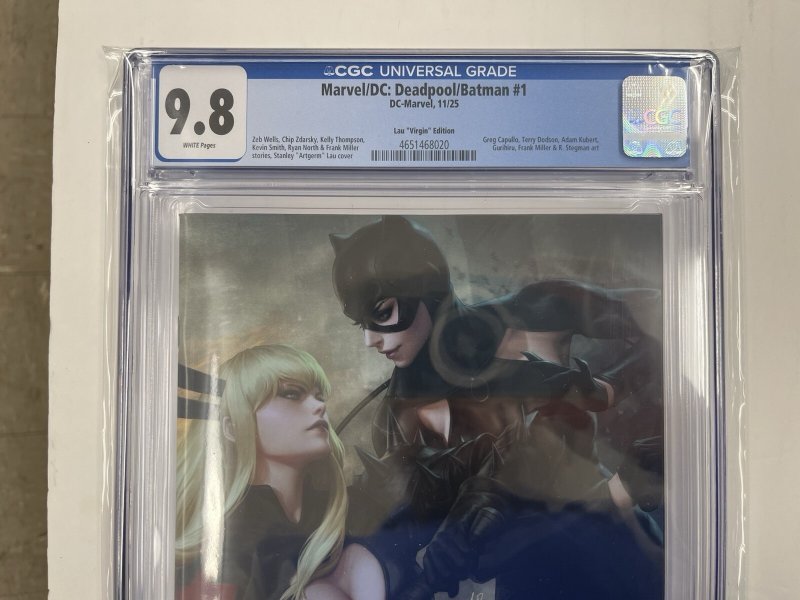 CGC UNIVERSAL GRADE
9.8
WHITE Pages
Marvel/DC: Deadpool/Batman #1
DC-Marvel, 11/25
Lau "Virgin" Edition
Zeb Wells, Chip Zdarsky, Kelly Thompson,
Kevin Smith, Ryan North & Frank Miller
stories, Stanley "Artgerm" Lau cover
4651468020
Greg Capullo, Terry Dodson, Adam Kubert,
Gurihiru, Frank Miller & R. Stegman art
CGC